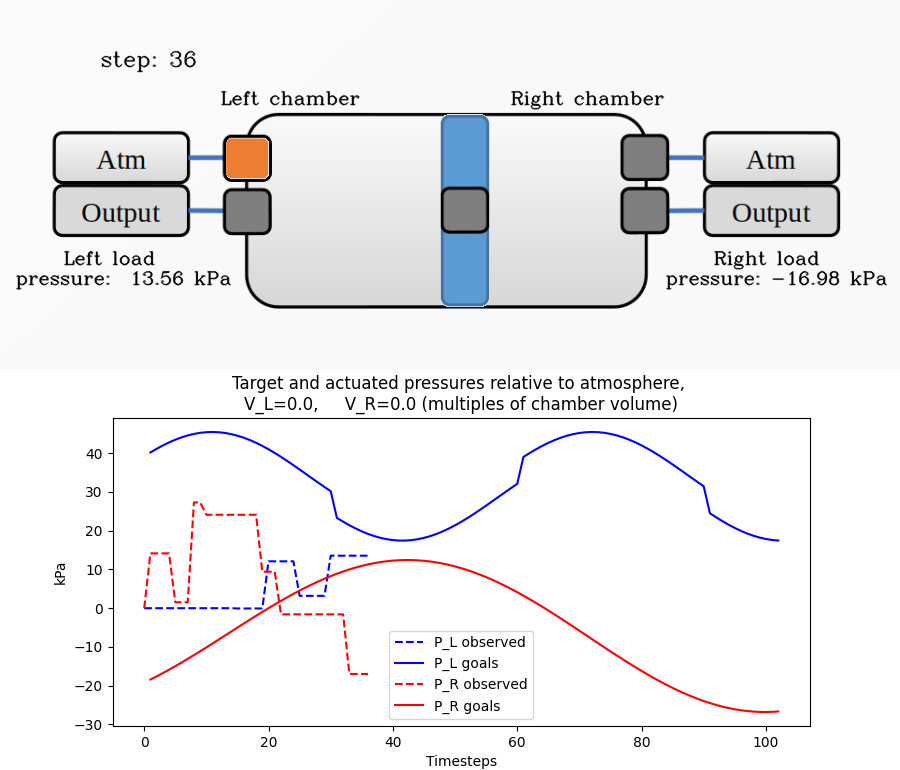 step: 36
Left chamber
Right chamber
Atm
Atm
Output
Output
Left load
pressure:  13.56 kPa
Right load
pressure: −16.98 kPa
Target and actuated pressures relative to atmosphere,
V_L=0.0,     V_R=0.0 (multiples of chamber volume)
kPa
40
30
20
10
0
−10
−20
−30
P_L observed
P_L goals
P_R observed
P_R goals
0 20 40 60 80 100
Timesteps